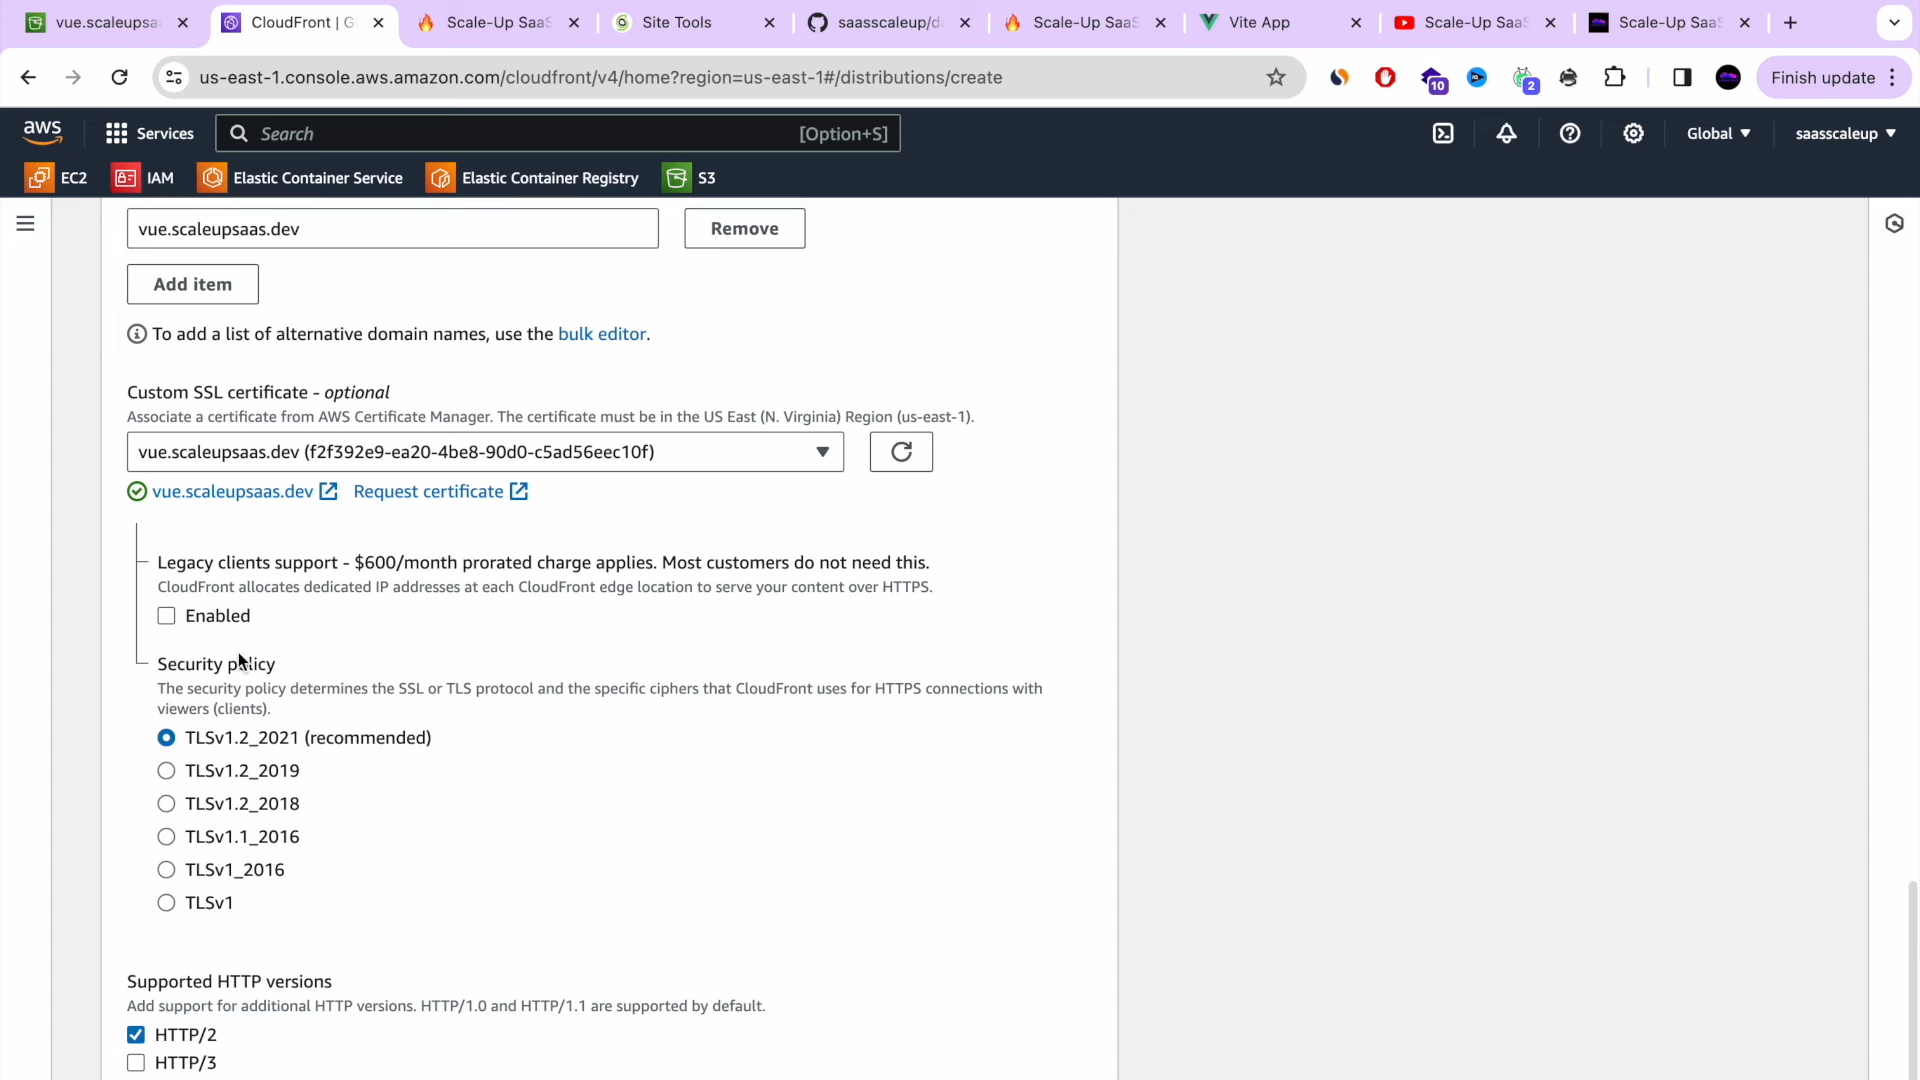 vue.scaleupsaa
CloudFront | G
Scale-Up SaaS
Site Tools
saasscaleup/d
Scale-Up SaaS
Vite App
Scale-Up SaaS
Scale-Up SaaS
us-east-1.console.aws.amazon.com/cloudfront/v4/home?region=us-east-1#/distributions/create
10
2
Finish update
aws
Services
Search
[Option+S]
Global
saasscaleup
EC2
IAM
Elastic Container Service
Elastic Container Registry
S3
vue.scaleupsaas.dev
Remove
Add item
To add a list of alternative domain names, use the bulk editor.
Custom SSL certificate - optional
Associate a certificate from AWS Certificate Manager. The certificate must be in the US East (N. Virginia) Region (us-east-1).
vue.scaleupsaas.dev (f2f392e9-ea20-4be8-90d0-c5ad56eec10f)
vue.scaleupsaas.dev
Request certificate
Legacy clients support - $600/month prorated charge applies. Most customers do not need this.
CloudFront allocates dedicated IP addresses at each CloudFront edge location to serve your content over HTTPS.
Enabled
Security policy
The security policy determines the SSL or TLS protocol and the specific ciphers that CloudFront uses for HTTPS connections with
viewers (clients).
TLSv1.2_2021 (recommended)
TLSv1.2_2019
TLSv1.2_2018
TLSv1.1_2016
TLSv1_2016
TLSv1
Supported HTTP versions
Add support for additional HTTP versions. HTTP/1.0 and HTTP/1.1 are supported by default.
HTTP/2
HTTP/3